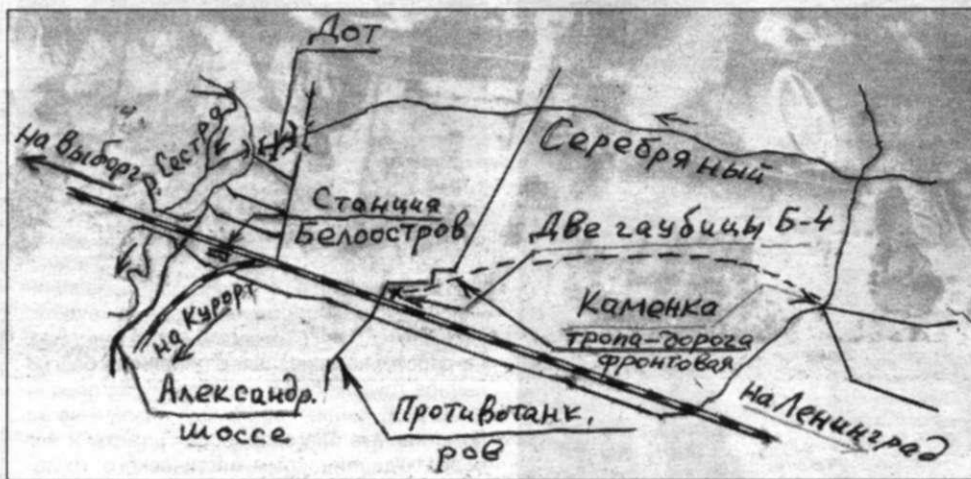 Дот
на Выборг
р. Сестра
Серебряный
Станция
Белоостров
Две гаубицы Б-4
на Курорт
Каменка
тропа-дорога
фронтовая
Александр.
шоссе
Противотанк.
ров
на Ленинград